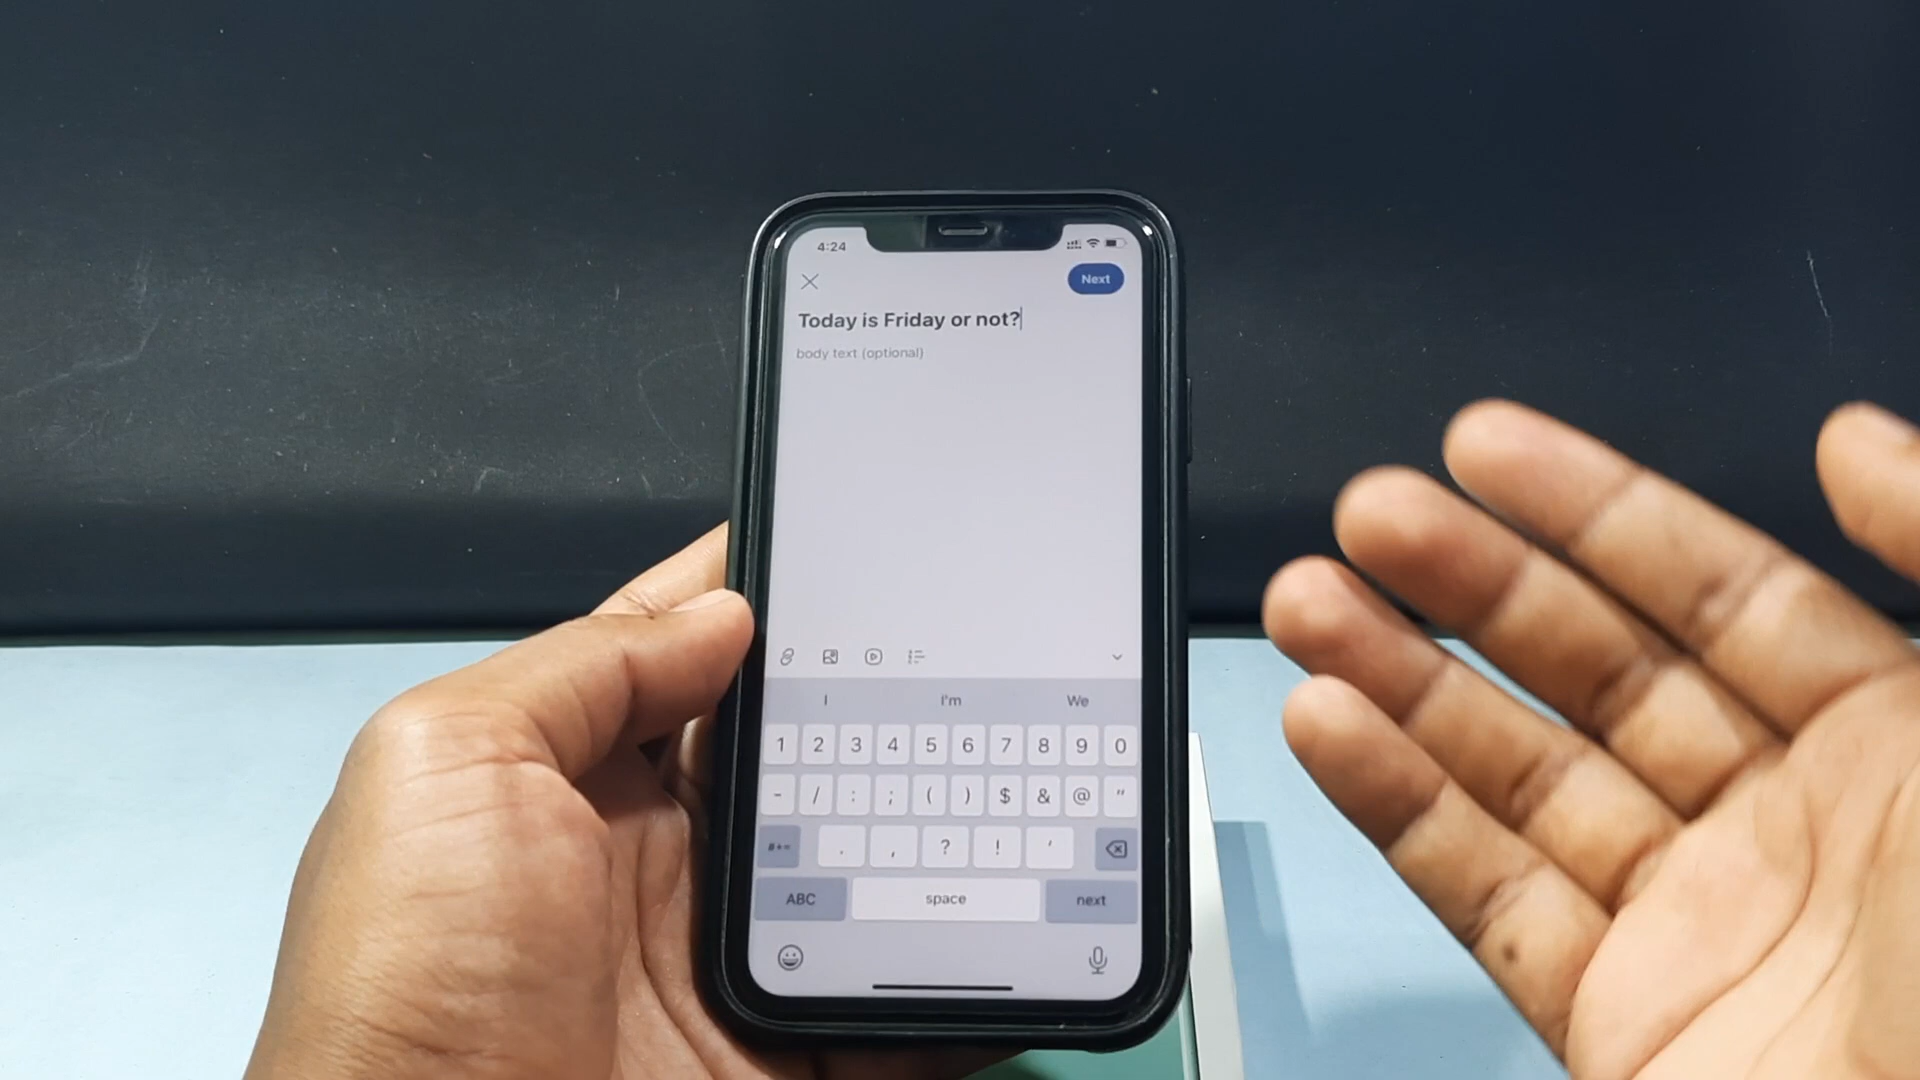 4:24
Next
Today is Friday or not?
body text (optional)
I I'm We
1 2 3 4 5 6 7 8 9 0
- / : ; ( ) $ & @ "
#+= . , ? ! '
ABC space next